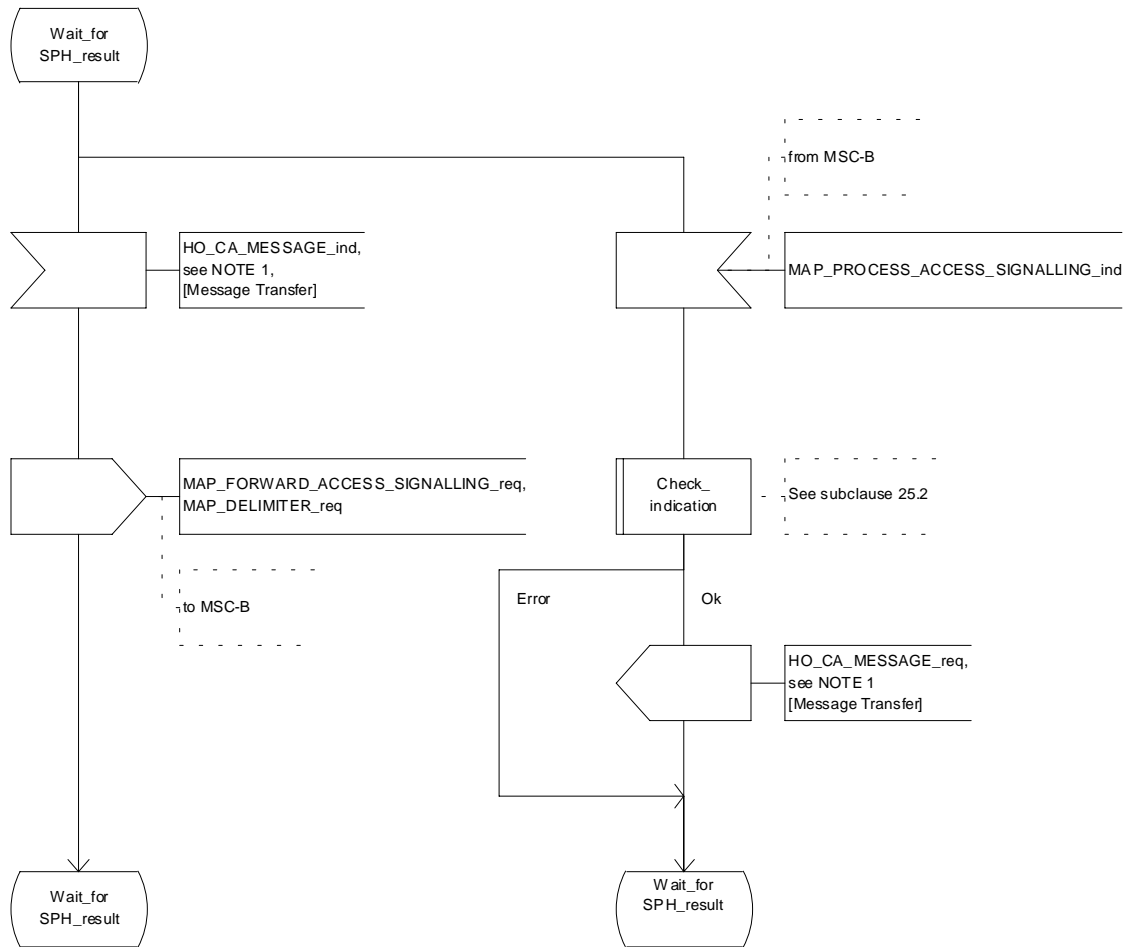 Wait_for
SPH_result
from MSC-B
HO_CA_MESSAGE_ind,
see NOTE 1,
[Message Transfer]
MAP_PROCESS_ACCESS_SIGNALLING_ind
MAP_FORWARD_ACCESS_SIGNALLING_req,
MAP_DELIMITER_req
Check_
indication
See subclause 25.2
to MSC-B
Error
Ok
HO_CA_MESSAGE_req,
see NOTE 1
[Message Transfer]
Wait_for
SPH_result
Wait_for
SPH_result